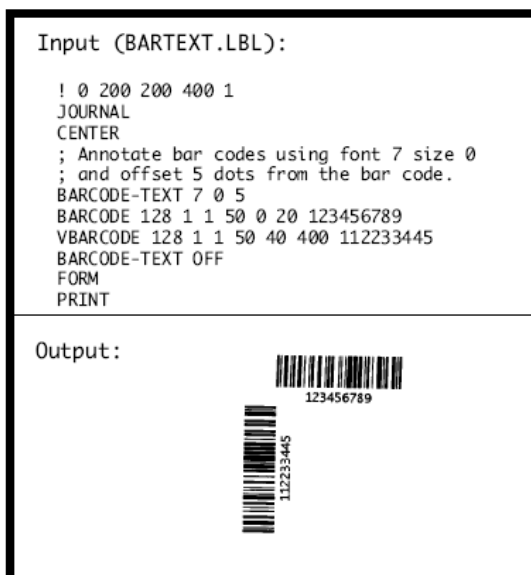 Input (BARTEXT.LBL):
! 0 200 200 400 1
JOURNAL
CENTER
; Annotate bar codes using font 7 size 0
; and offset 5 dots from the bar code.
BARCODE-TEXT 7 0 5
BARCODE 128 1 1 50 0 20 123456789
VBARCODE 128 1 1 50 40 400 112233445
BARCODE-TEXT OFF
FORM
PRINT
Output:
123456789
112233445